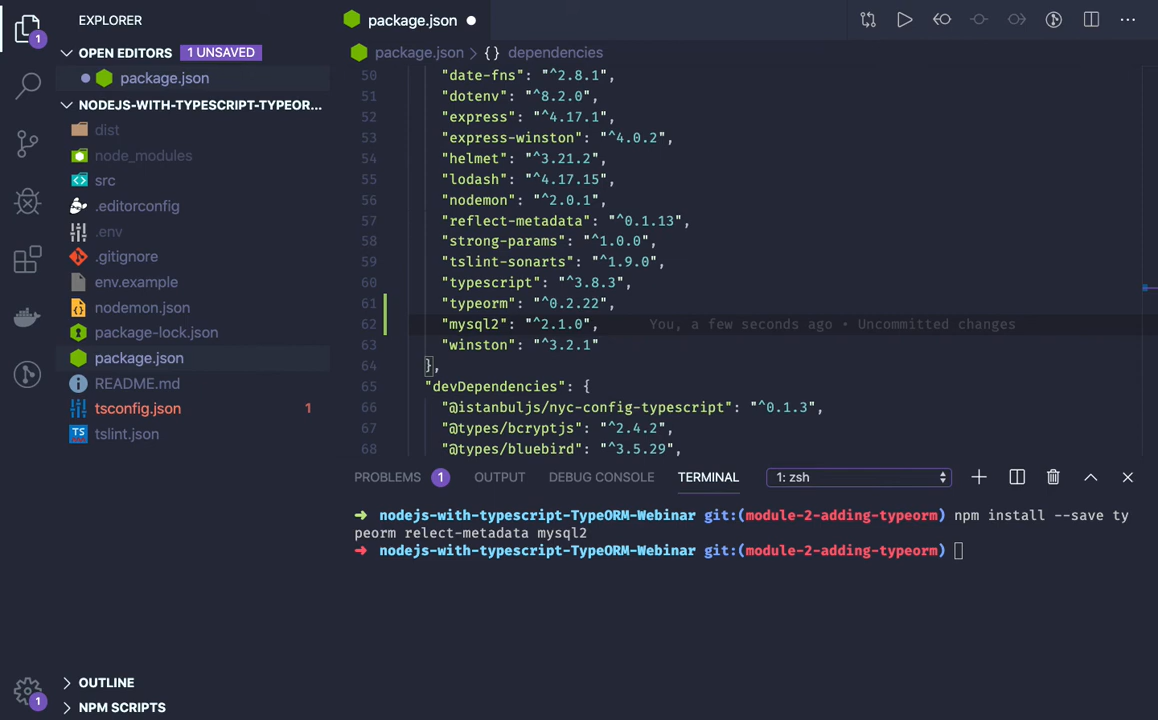 EXPLORER
OPEN EDITORS 1 UNSAVED
package.json
NODEJS-WITH-TYPESCRIPT-TYPEOR...
dist
node_modules
src
.editorconfig
.env
.gitignore
env.example
nodemon.json
package-lock.json
package.json
README.md
tsconfig.json 1
TS tslint.json
OUTLINE
NPM SCRIPTS
1
1
package.json
package.json > {} dependencies
50 "date-fns": "^2.8.1",
51 "dotenv": "^8.2.0",
52 "express": "^4.17.1",
53 "express-winston": "^4.0.2",
54 "helmet": "^3.21.2",
55 "lodash": "^4.17.15",
56 "nodemon": "^2.0.1",
57 "reflect-metadata": "^0.1.13",
58 "strong-params": "^1.0.0",
59 "tslint-sonarts": "^1.9.0",
60 "typescript": "^3.8.3",
61 "typeorm": "^0.2.22",
62 "mysql2": "^2.1.0", You, a few seconds ago • Uncommitted changes
63 "winston": "^3.2.1"
64 },
65 "devDependencies": {
66 "@istanbuljs/nyc-config-typescript": "^0.1.3",
67 "@types/bcryptjs": "^2.4.2",
68 "@types/bluebird": "^3.5.29",
PROBLEMS 1 OUTPUT DEBUG CONSOLE TERMINAL 1: zsh
➜ nodejs-with-typescript-TypeORM-Webinar git:(module-2-adding-typeorm) npm install --save ty
peorm relect-metadata mysql2
➜ nodejs-with-typescript-TypeORM-Webinar git:(module-2-adding-typeorm)